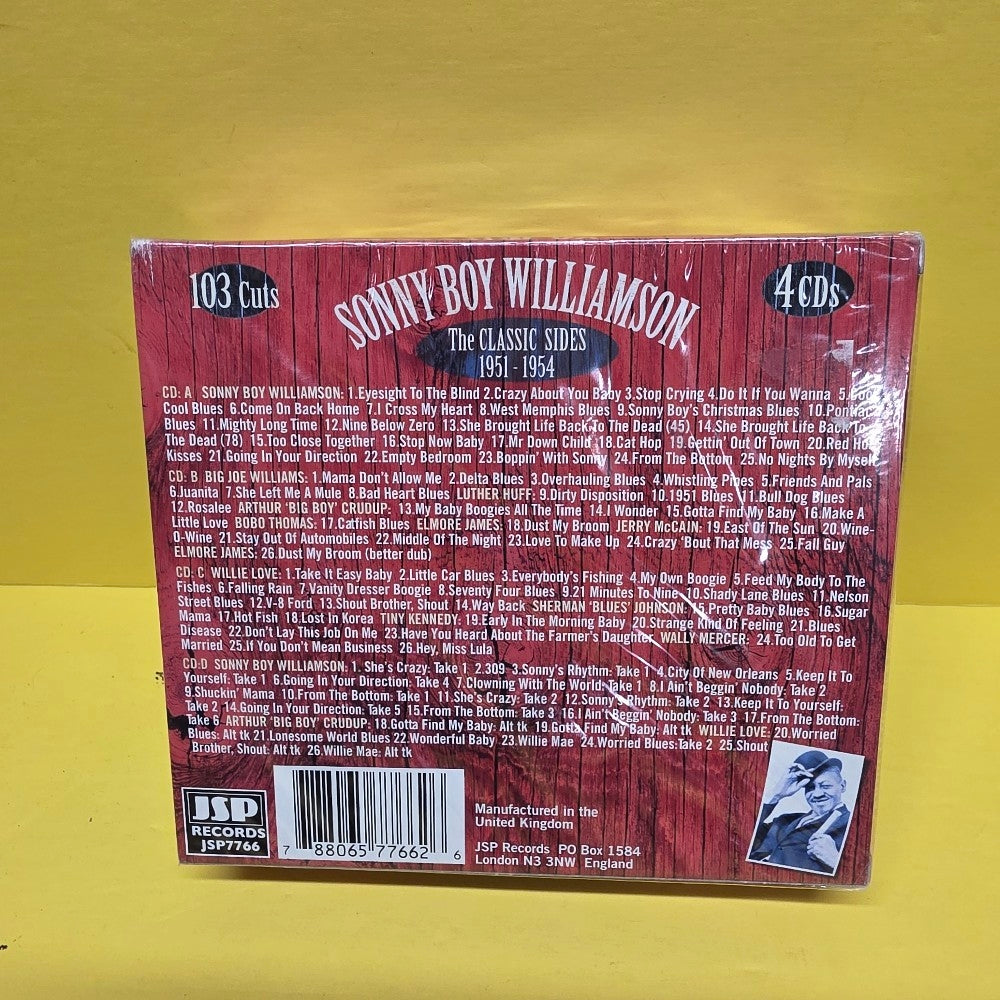 103 Cuts
SONNY BOY WILLIAMSON
4 CDs
The CLASSIC SIDES
1951 - 1954
CD: A SONNY BOY WILLIAMSON: 1.Eyesight To The Blind 2.Crazy About You Baby 3.Stop Crying 4.Do It If You Wanna 5.Cool
Cool Blues 6.Come On Back Home 7.I Cross My Heart 8.West Memphis Blues 9.Sonny Boy's Christmas Blues 10.Pontiac
Blues 11.Mighty Long Time 12.Nine Below Zero 13.She Brought Life Back To The Dead (45) 14.She Brought Life Back To
The Dead (78) 15.Too Close Together 16.Stop Now Baby 17.Mr Down Child 18.Cat Hop 19.Gettin' Out Of Town 20.Red Hot
Kisses 21.Going In Your Direction 22.Empty Bedroom 23.Boppin' With Sonny 24.From The Bottom 25.No Nights By Myself
CD: B BIG JOE WILLIAMS: 1.Mama Don't Allow Me 2.Delta Blues 3.Overhauling Blues 4.Whistling Pines 5.Friends And Pals
6.Juanita 7.She Left Me A Mule 8.Bad Heart Blues LUTHER HUFF: 9.Dirty Disposition 10.1951 Blues 11.Bull Dog Blues
12.Rosalee ARTHUR 'BIG BOY' CRUDUP: 13.My Baby Boogies All The Time 14.I Wonder 15.Gotta Find My Baby 16.Make A
Little Love BOBO THOMAS: 17.Catfish Blues ELMORE JAMES: 18.Dust My Broom JERRY McCAIN: 19.East Of The Sun 20.Wine-
O-Wine 21.Stay Out Of Automobiles 22.Middle Of The Night 23.Love To Make Up 24.Crazy 'Bout That Mess 25.Fall Guy
ELMORE JAMES: 26.Dust My Broom (better dub)
CD: C WILLIE LOVE: 1.Take It Easy Baby 2.Little Car Blues 3.Everybody's Fishing 4.My Own Boogie 5.Feed My Body To The
Fishes 6.Falling Rain 7.Vanity Dresser Boogie 8.Seventy Four Blues 9.21 Minutes To Nine 10.Shady Lane Blues 11.Nelson
Street Blues 12.V-8 Ford 13.Shout Brother, Shout 14.Way Back SHERMAN 'BLUES' JOHNSON: 15.Pretty Baby Blues 16.Sugar
Mama 17.Hot Fish 18.Lost In Korea TINY KENNEDY: 19.Early In The Morning Baby 20.Strange Kind Of Feeling 21.Blues
Disease 22.Don't Lay This Job On Me 23.Have You Heard About The Farmer's Daughter WALLY MERCER: 24.Too Old To Get
Married 25.If You Don't Mean Business 26.Hey, Miss Lula
CD:D SONNY BOY WILLIAMSON: 1. She's Crazy: Take 1 2.309 3.Sonny's Rhythm: Take 1 4.City Of New Orleans 5.Keep It To
Yourself: Take 1 6.Going In Your Direction: Take 4 7.Clowning With The World: Take 1 8.I Ain't Beggin' Nobody: Take 2
9.Shuckin' Mama 10.From The Bottom: Take 1 11.She's Crazy: Take 2 12.Sonny's Rhythm: Take 2 13.Keep It To Yourself:
Take 2 14.Going In Your Direction: Take 5 15.From The Bottom: Take 3 16.I Ain't Beggin' Nobody: Take 3 17.From The Bottom:
Take 6 ARTHUR 'BIG BOY' CRUDUP: 18.Gotta Find My Baby: Alt tk 19.Gotta Find My Baby: Alt tk WILLIE LOVE: 20.Worried
Blues: Alt tk 21.Lonesome World Blues 22.Wonderful Baby 23.Willie Mae 24.Worried Blues:Take 2 25.Shout
Brother, Shout: Alt tk 26.Willie Mae: Alt tk
JSP
RECORDS
JSP7766
7 88065 77662 6
Manufactured in the
United Kingdom
JSP Records PO Box 1584
London N3 3NW England